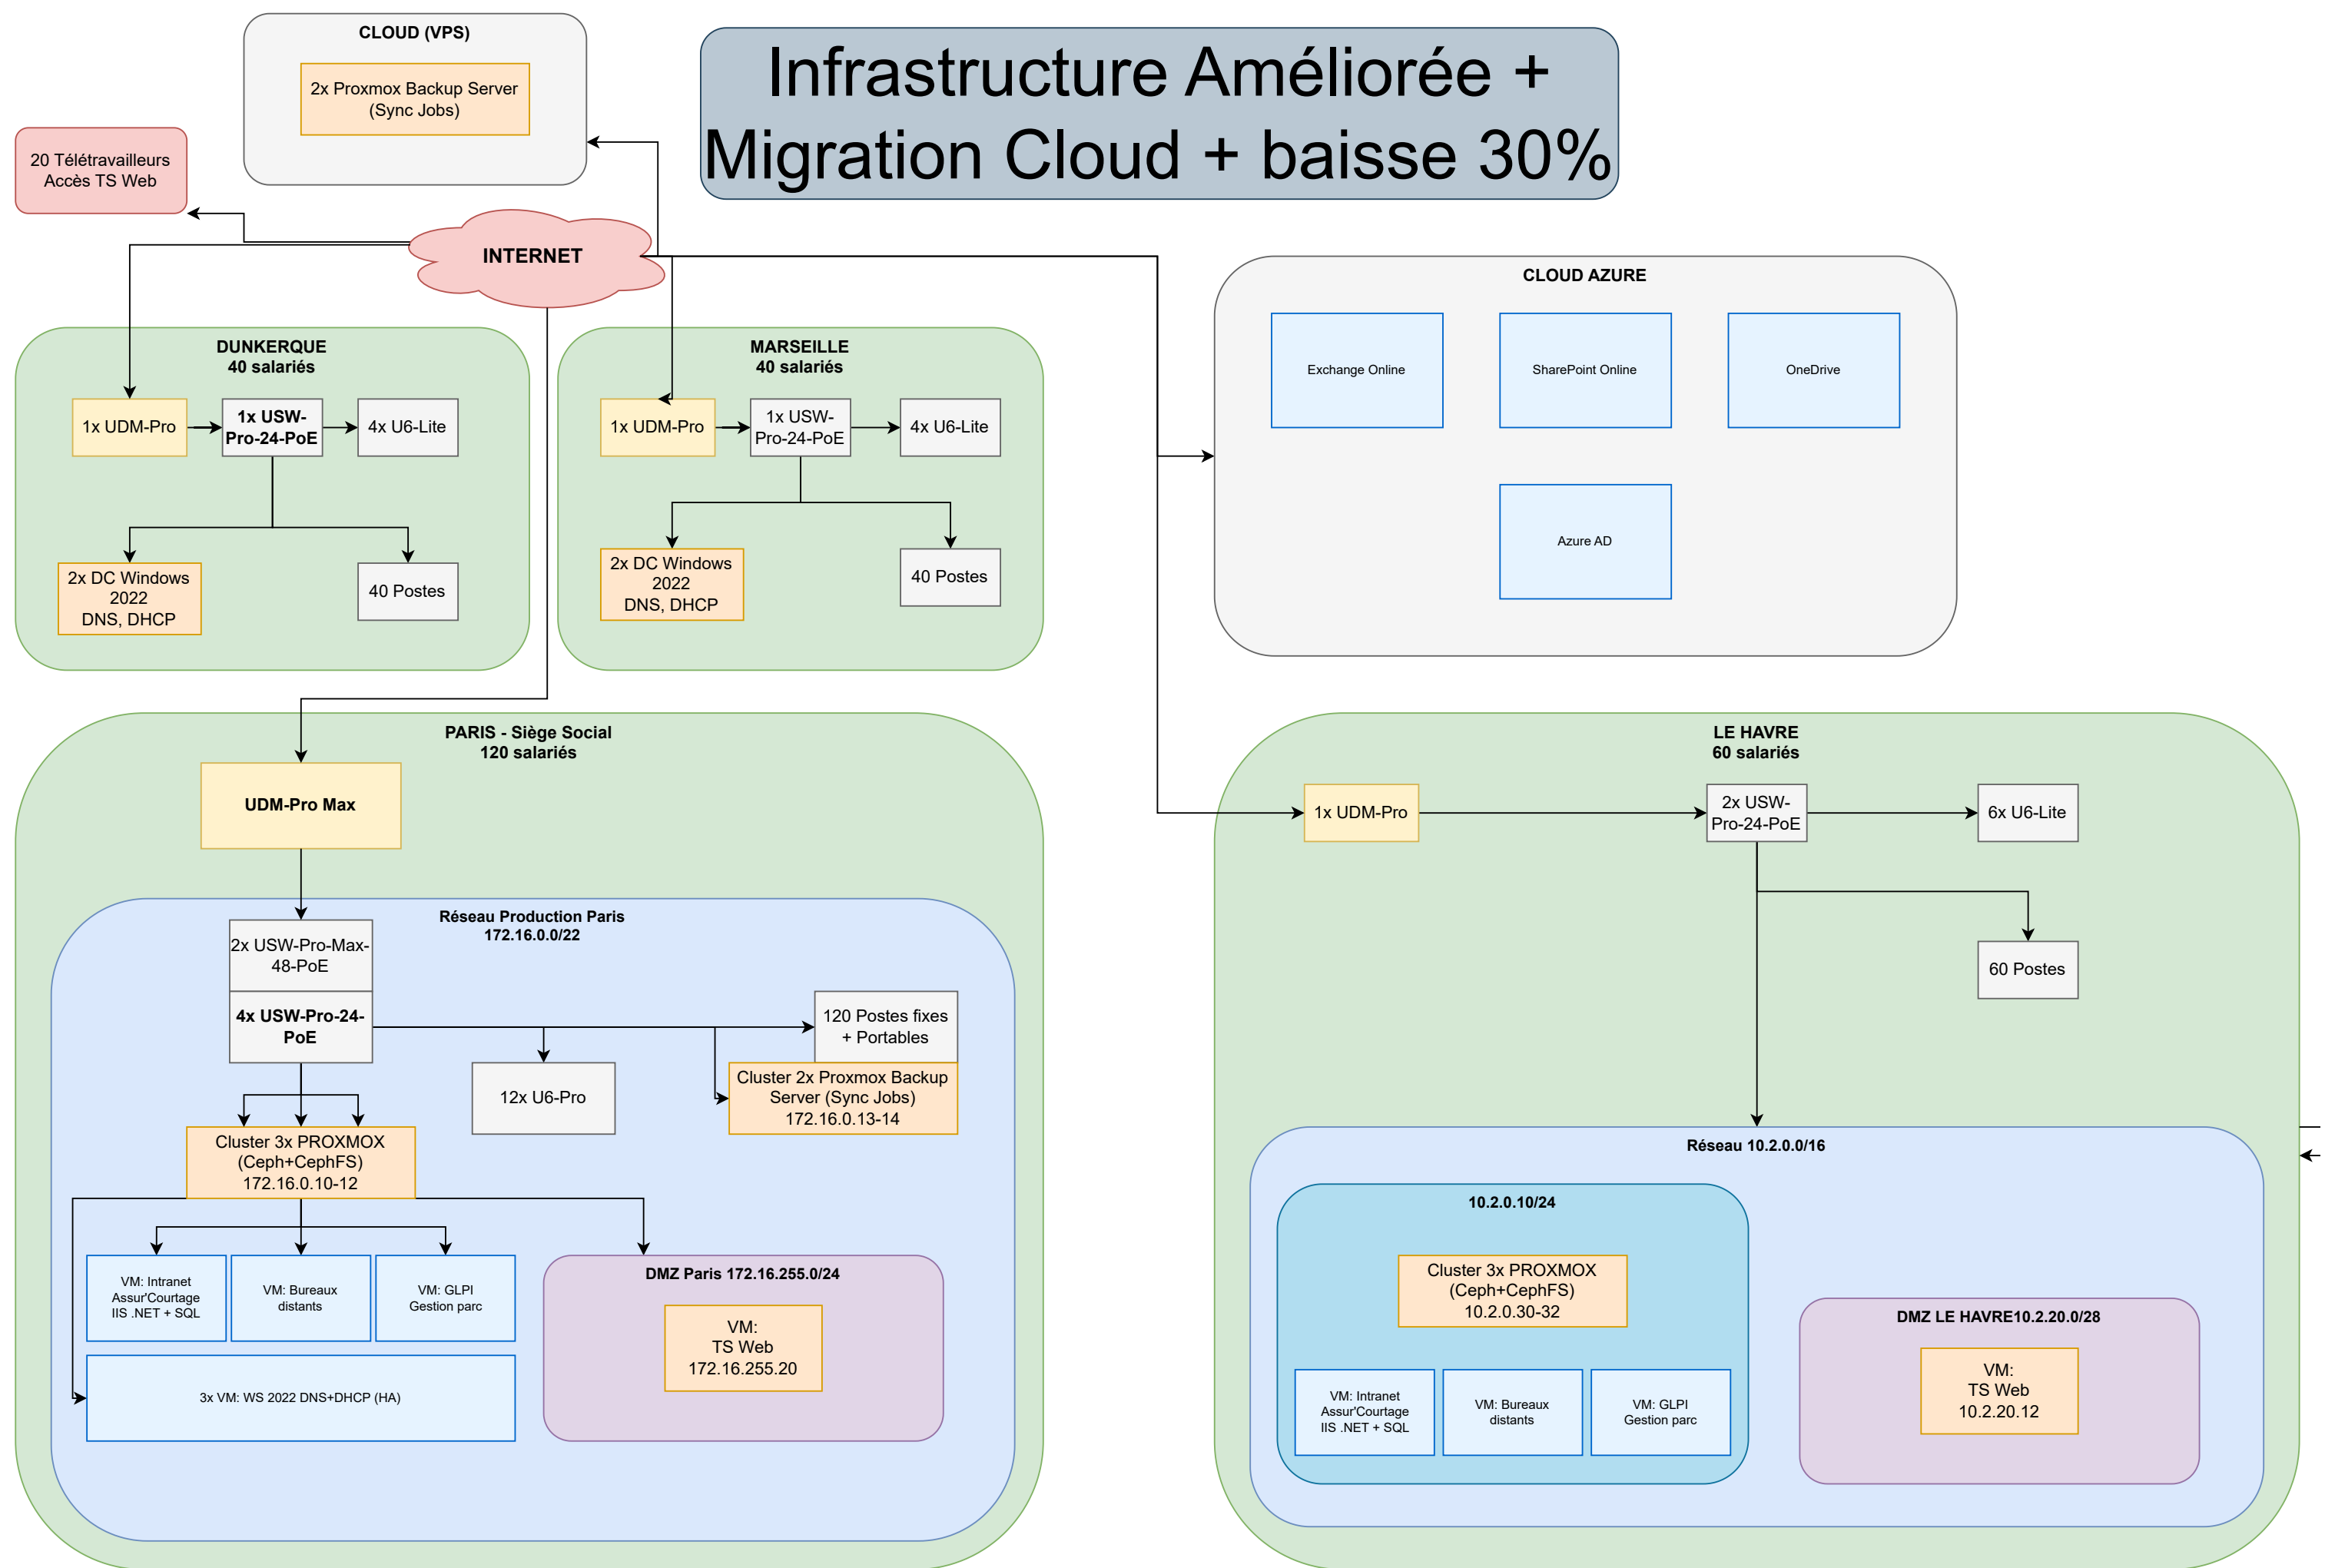 CLOUD (VPS)
2x Proxmox Backup Server
(Sync Jobs)
Infrastructure Améliorée +
Migration Cloud + baisse 30%
20 Télétravailleurs
Accès TS Web
INTERNET
CLOUD AZURE
Exchange Online
SharePoint Online
OneDrive
Azure AD
DUNKERQUE
40 salariés
1x UDM-Pro
1x USW-
Pro-24-PoE
4x U6-Lite
2x DC Windows
2022
DNS, DHCP
40 Postes
MARSEILLE
40 salariés
1x UDM-Pro
1x USW-
Pro-24-PoE
4x U6-Lite
2x DC Windows
2022
DNS, DHCP
40 Postes
PARIS - Siège Social
120 salariés
UDM-Pro Max
Réseau Production Paris
172.16.0.0/22
2x USW-Pro-Max-
48-PoE
4x USW-Pro-24-
PoE
120 Postes fixes
+ Portables
12x U6-Pro
Cluster 2x Proxmox Backup
Server (Sync Jobs)
172.16.0.13-14
Cluster 3x PROXMOX
(Ceph+CephFS)
172.16.0.10-12
VM: Intranet
Assur'Courtage
IIS .NET + SQL
VM: Bureaux
distants
VM: GLPI
Gestion parc
3x VM: WS 2022 DNS+DHCP (HA)
DMZ Paris 172.16.255.0/24
VM:
TS Web
172.16.255.20
LE HAVRE
60 salariés
1x UDM-Pro
2x USW-
Pro-24-PoE
6x U6-Lite
60 Postes
Réseau 10.2.0.0/16
10.2.0.10/24
Cluster 3x PROXMOX
(Ceph+CephFS)
10.2.0.30-32
VM: Intranet
Assur'Courtage
IIS .NET + SQL
VM: Bureaux
distants
VM: GLPI
Gestion parc
DMZ LE HAVRE10.2.20.0/28
VM:
TS Web
10.2.20.12